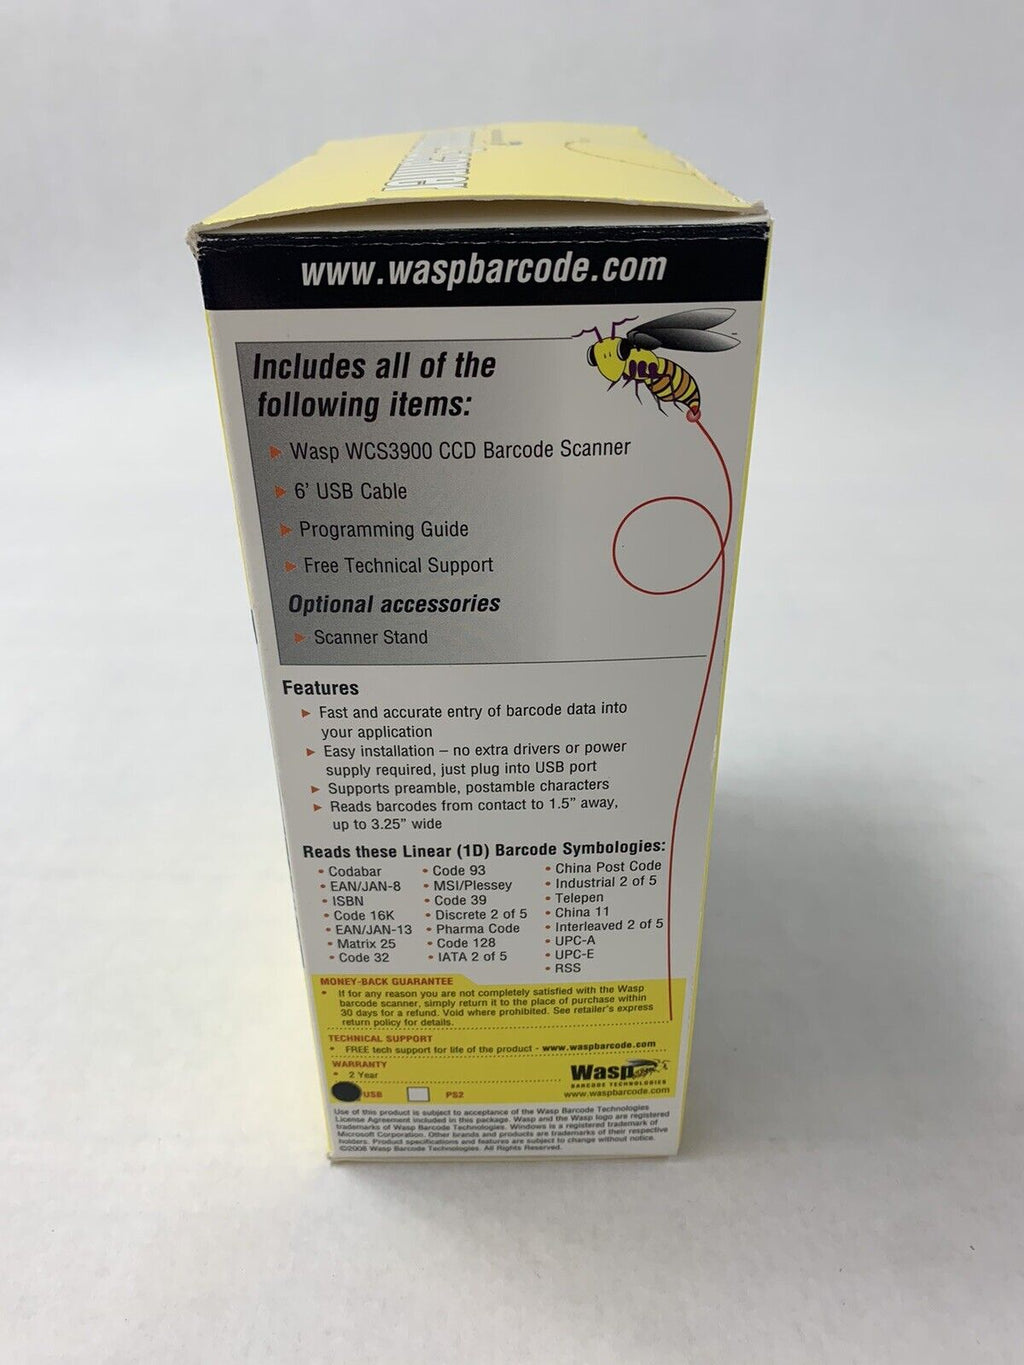 www.waspbarcode.com
Includes all of the
following items:
Wasp WCS3900 CCD Barcode Scanner
6' USB Cable
Programming Guide
Free Technical Support
Optional accessories
Scanner Stand
Features
Fast and accurate entry of barcode data into
your application
Easy installation – no extra drivers or power
supply required, just plug into USB port
Supports preamble, postamble characters
Reads barcodes from contact to 1.5” away,
up to 3.25” wide
Reads these Linear (1D) Barcode Symbologies:
• Codabar
• EAN/JAN-8
• ISBN
• Code 16K
• EAN/JAN-13
• Matrix 25
• Code 32
• Code 93
• MSI/Plessey
• Code 39
• Discrete 2 of 5
• Pharma Code
• Code 128
• IATA 2 of 5
• China Post Code
• Industrial 2 of 5
• Telepen
• China 11
• Interleaved 2 of 5
• UPC-A
• UPC-E
• RSS
MONEY-BACK GUARANTEE
• If for any reason you are not completely satisfied with the Wasp
barcode scanner, simply return it to the place of purchase within
30 days for a refund. Void where prohibited. See retailer's express
return policy for details.
TECHNICAL SUPPORT
• FREE tech support for life of the product - www.waspbarcode.com
WARRANTY
• 2 Year
USB PS2
Wasp
BARCODE TECHNOLOGIES
www.waspbarcode.com
Use of this product is subject to acceptance of the Wasp Barcode Technologies
License Agreement included in this package. Wasp and the Wasp logo are registered
trademarks of Wasp Barcode Technologies. Windows is a registered trademark of
Microsoft Corporation. Other brands and products are trademarks of their respective
holders. Product specifications and features are subject to change without notice.
©2008 Wasp Barcode Technologies. All Rights Reserved.